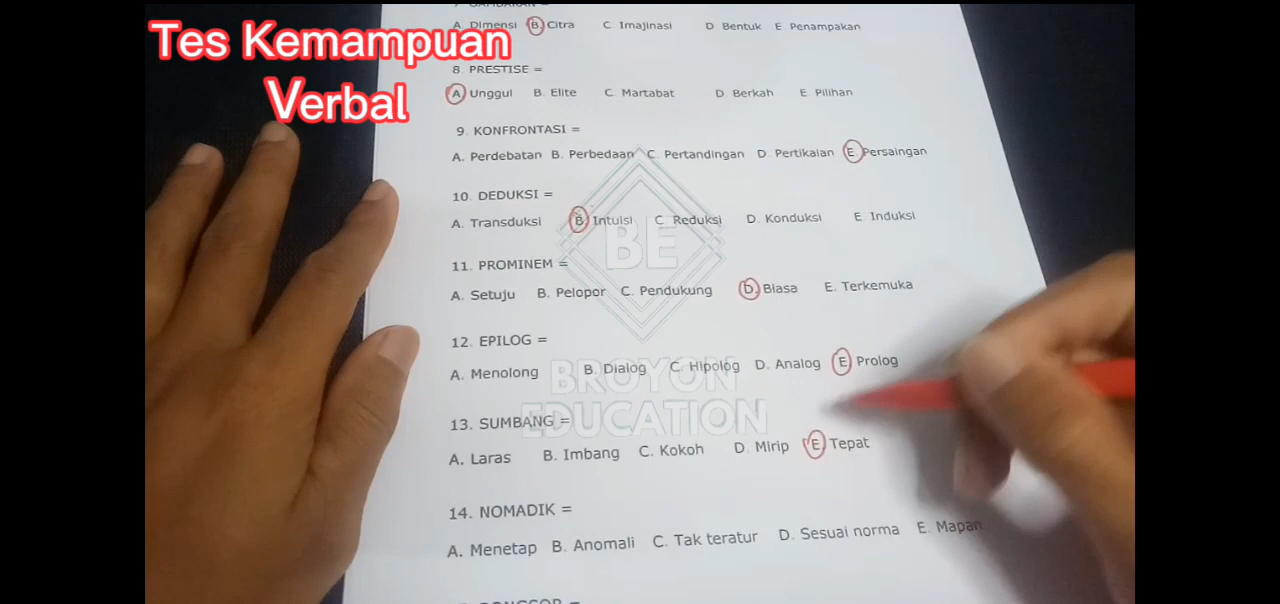 Tes Kemampuan
Verbal
A. Dimensi B. Citra C Imajinasi D Bentuk E Penampakan
8. PRESTISE =
A Unggul B. Elite C Martabat D Berkah E Pilihan
9. KONFRONTASI =
A. Perdebatan B. Perbedaan C. Pertandingan D. Pertikaian E. Persaingan
10. DEDUKSI =
A. Transduksi B Intuisi C Reduksi D. Konduksi E Induksi
11. PROMINEM =
A. Setuju B. Pelopor C. Pendukung D. Biasa E. Terkemuka
12. EPILOG =
A. Menolong B. Dialog C. Hipolog D. Analog E Prolog
13. SUMBANG =
A. Laras B. Imbang C. Kokoh D. Mirip E Tepat
14. NOMADIK =
A. Menetap B. Anomali C. Tak teratur D. Sesuai norma E. Mapan
BE
BROYON
EDUCATION